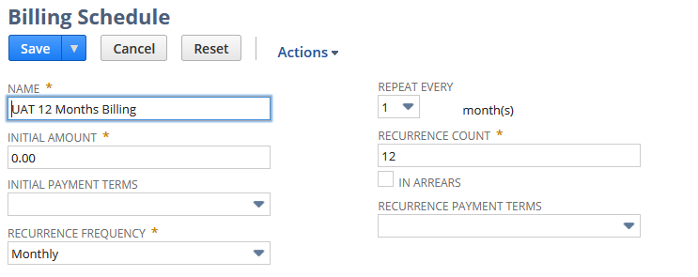 Billing Schedule
Save Cancel Reset Actions
NAME *
UAT 12 Months Billing
INITIAL AMOUNT *
0.00
INITIAL PAYMENT TERMS
RECURRENCE FREQUENCY *
Monthly
REPEAT EVERY
1 month(s)
RECURRENCE COUNT *
12
IN ARREARS
RECURRENCE PAYMENT TERMS